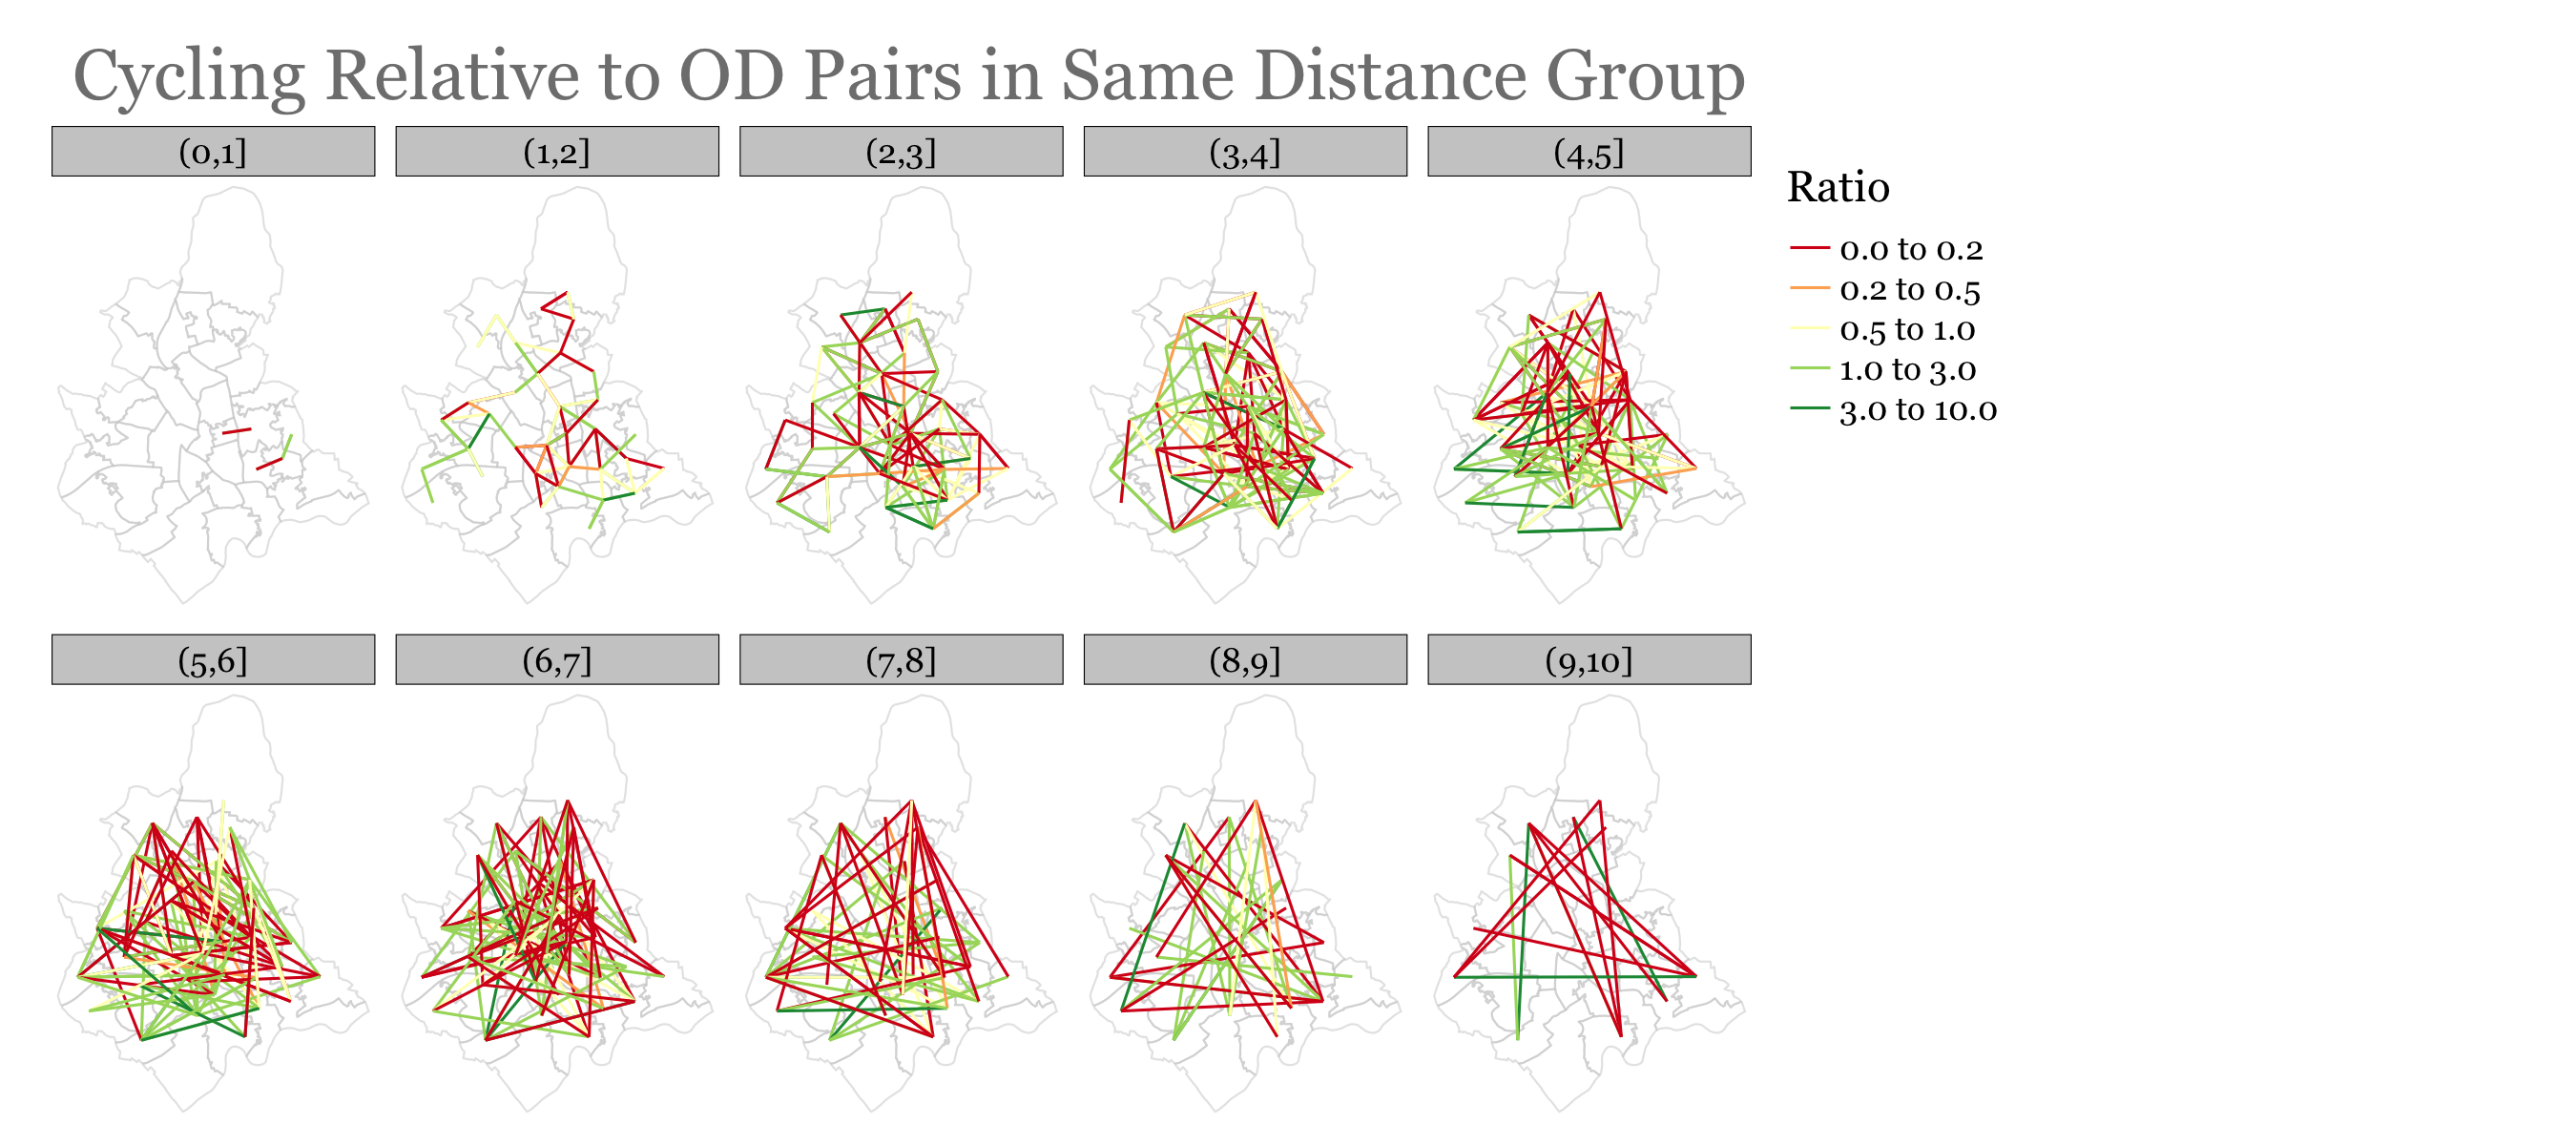 Cycling Relative to OD Pairs in Same Distance Group
(0,1]
(1,2]
(2,3]
(3,4]
(4,5]
Ratio
0.0 to 0.2
0.2 to 0.5
0.5 to 1.0
1.0 to 3.0
3.0 to 10.0
(5,6]
(6,7]
(7,8]
(8,9]
(9,10]